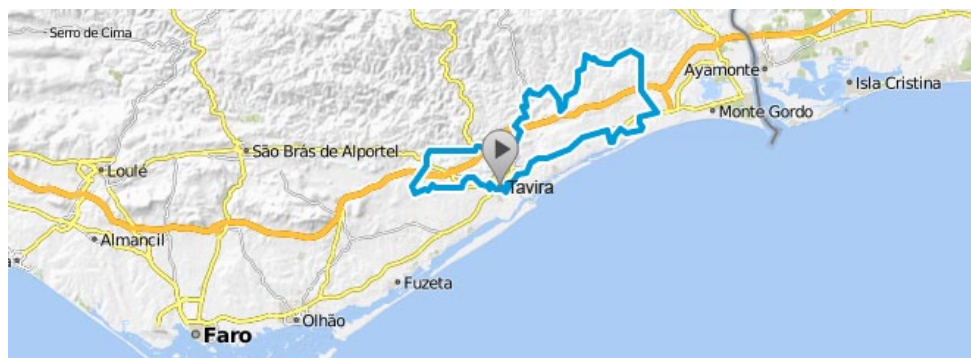 Serro de Cima
Ayamonte
Isla Cristina
Monte Gordo
São Brás de Alportel
Loulé
Tavira
Almancil
Fuzeta
Olhão
Faro